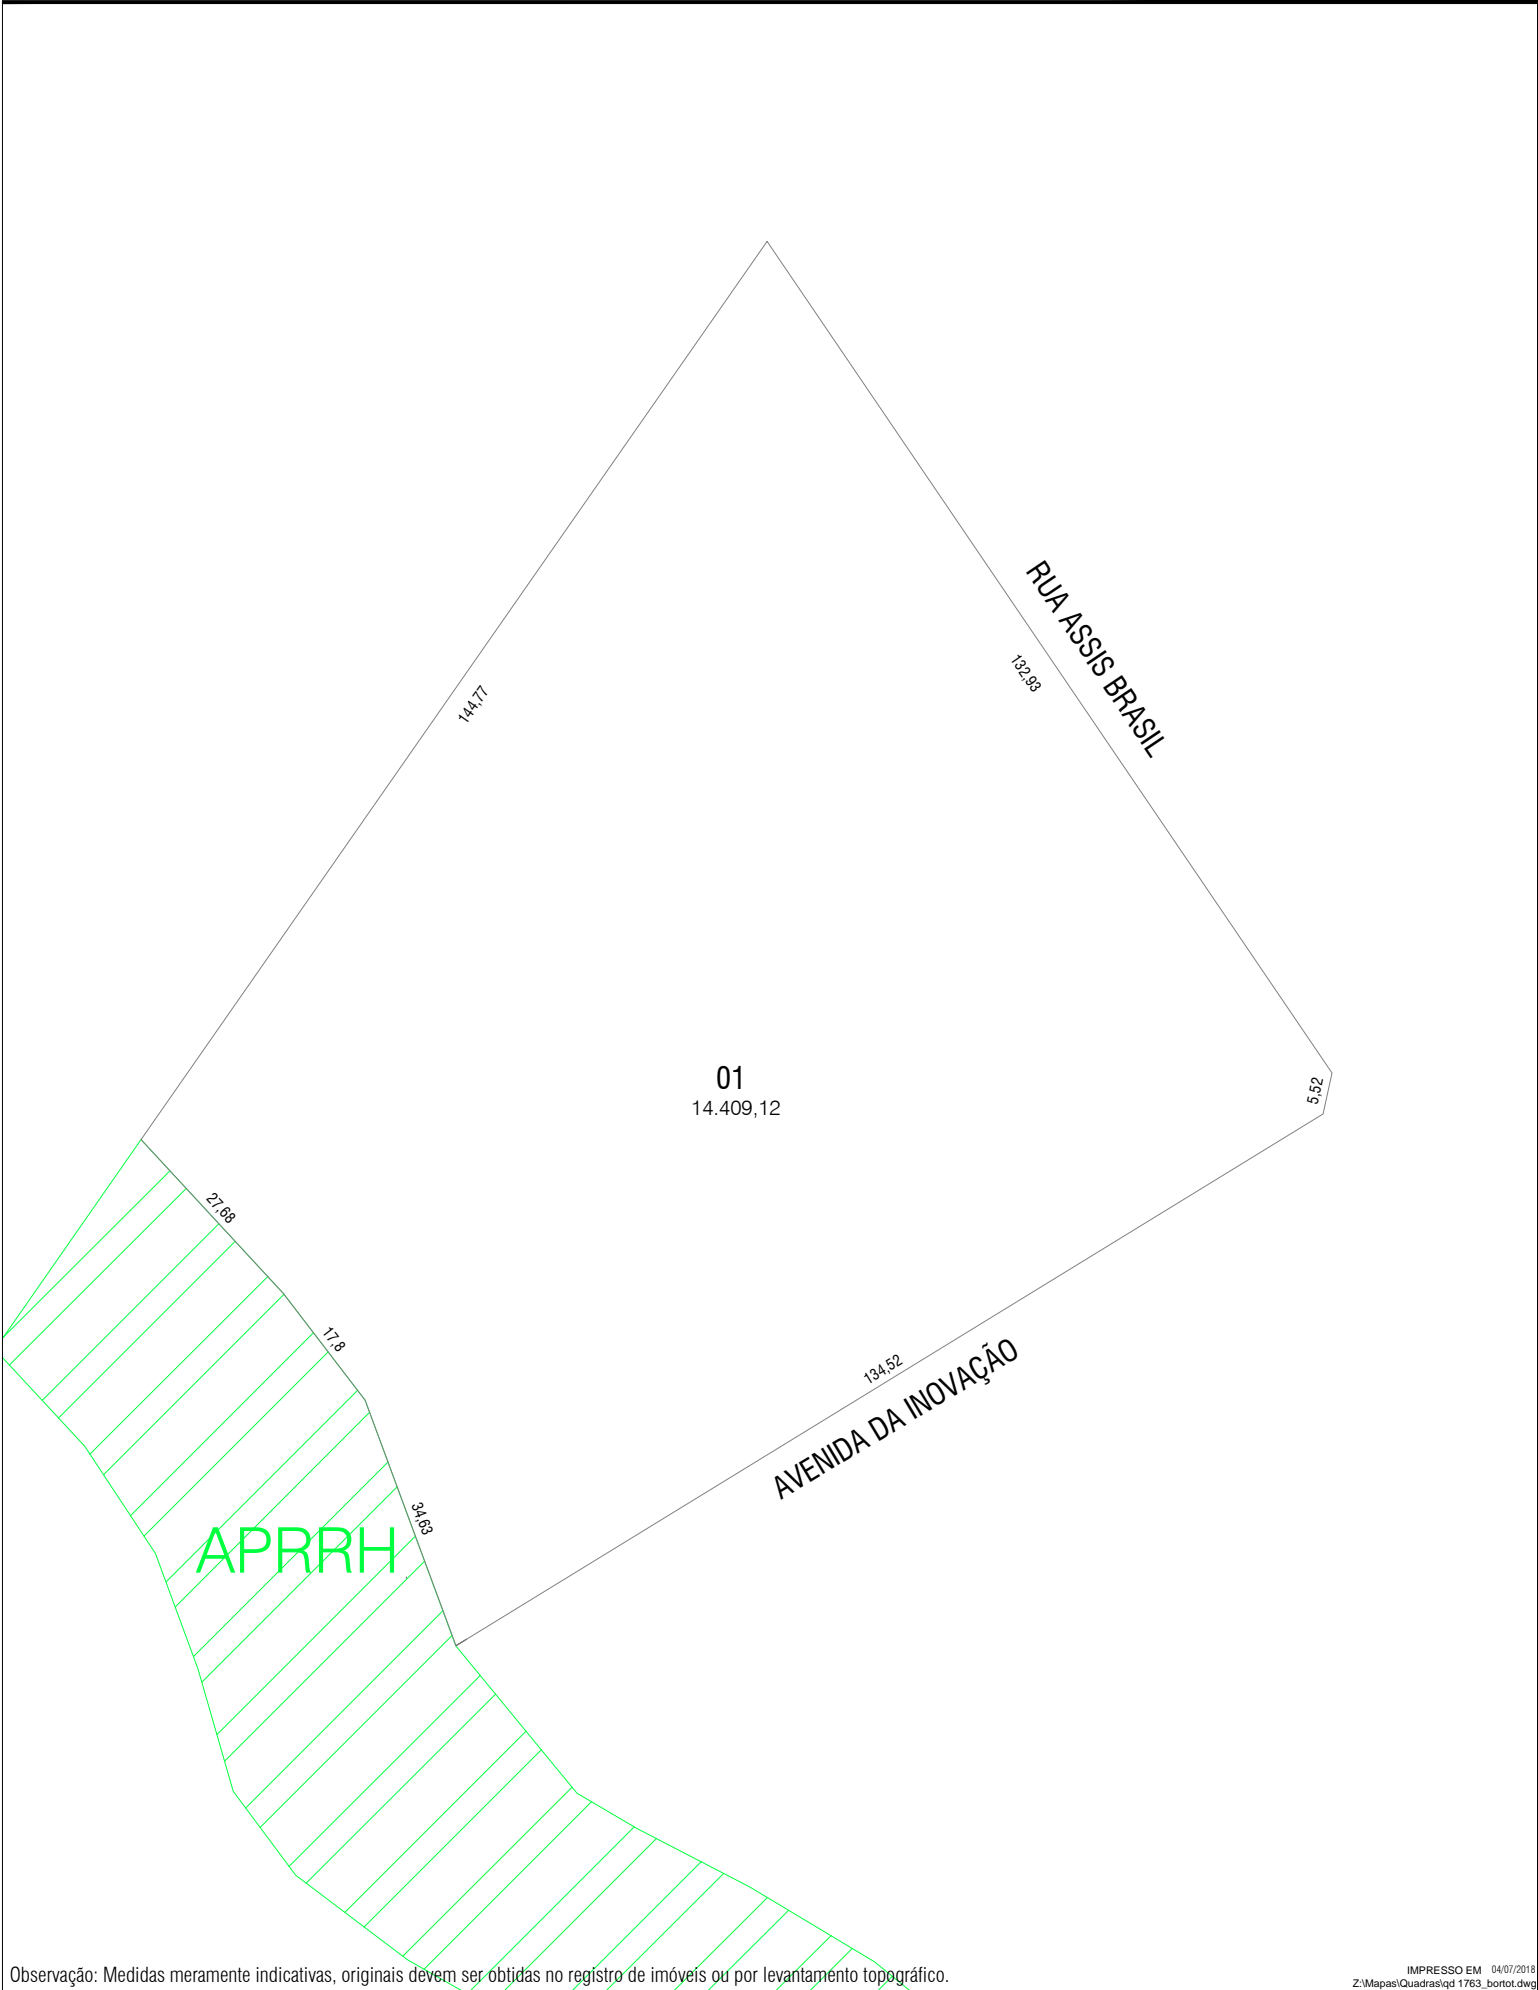 RUA ASSIS BRASIL
132,93
144,77
01
14.409,12
5,52
27,68
17,8
134,52
AVENIDA DA INOVAÇÃO
34,63
APRRH
Observação: Medidas meramente indicativas, originais devem ser obtidas no registro de imóveis ou por levantamento topográfico.
IMPRESSO EM 04/07/2018
Z:\Mapas\Quadras\qd 1763_bortot.dwg